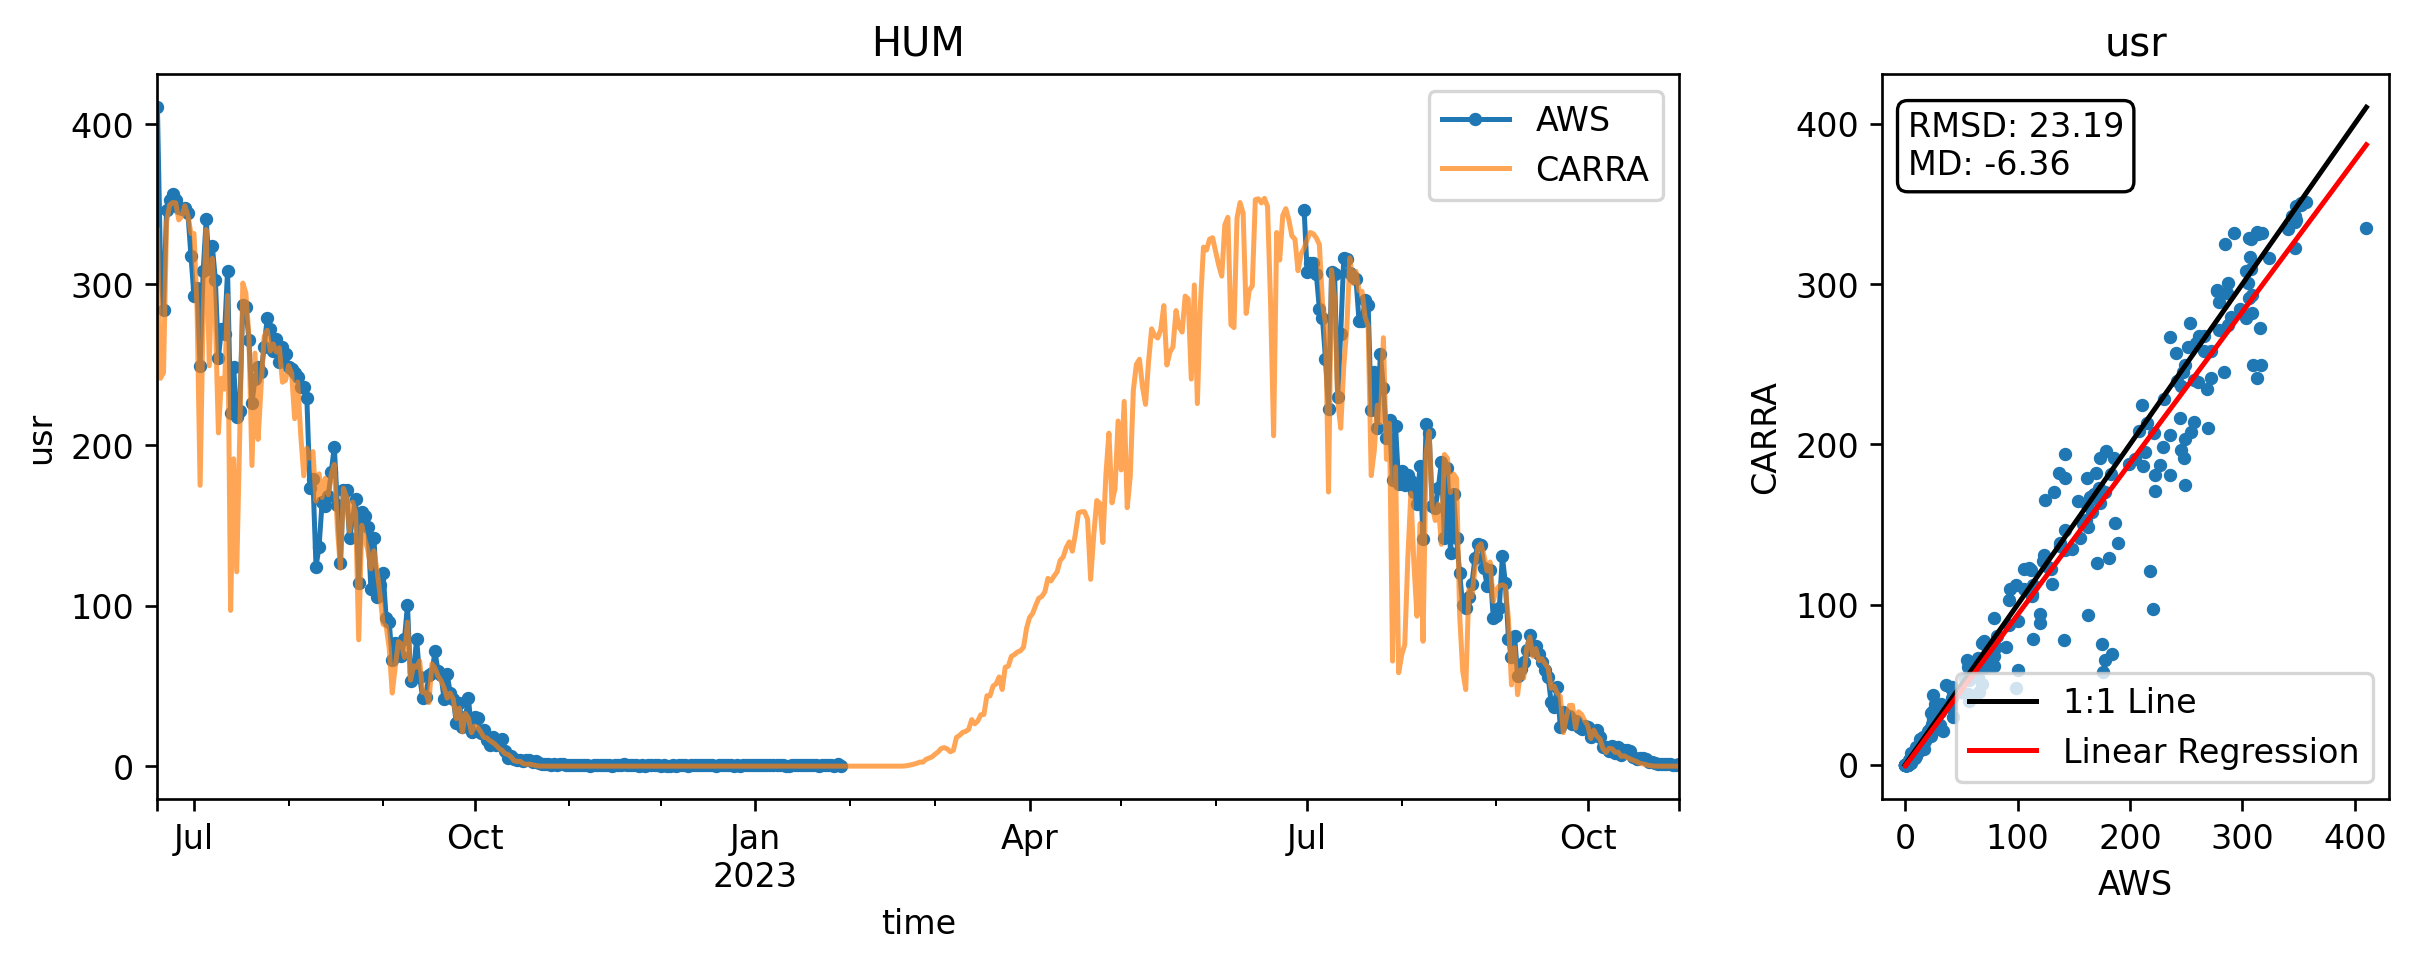 HUM
usr
400
300
200
100
0
AWS
CARRA
Jul
Oct
Jan
2023
Apr
Jul
Oct
time
usr
CARRA
400
300
200
100
0
RMSD: 23.19
MD: -6.36
1:1 Line
Linear Regression
0
100
200
300
400
AWS